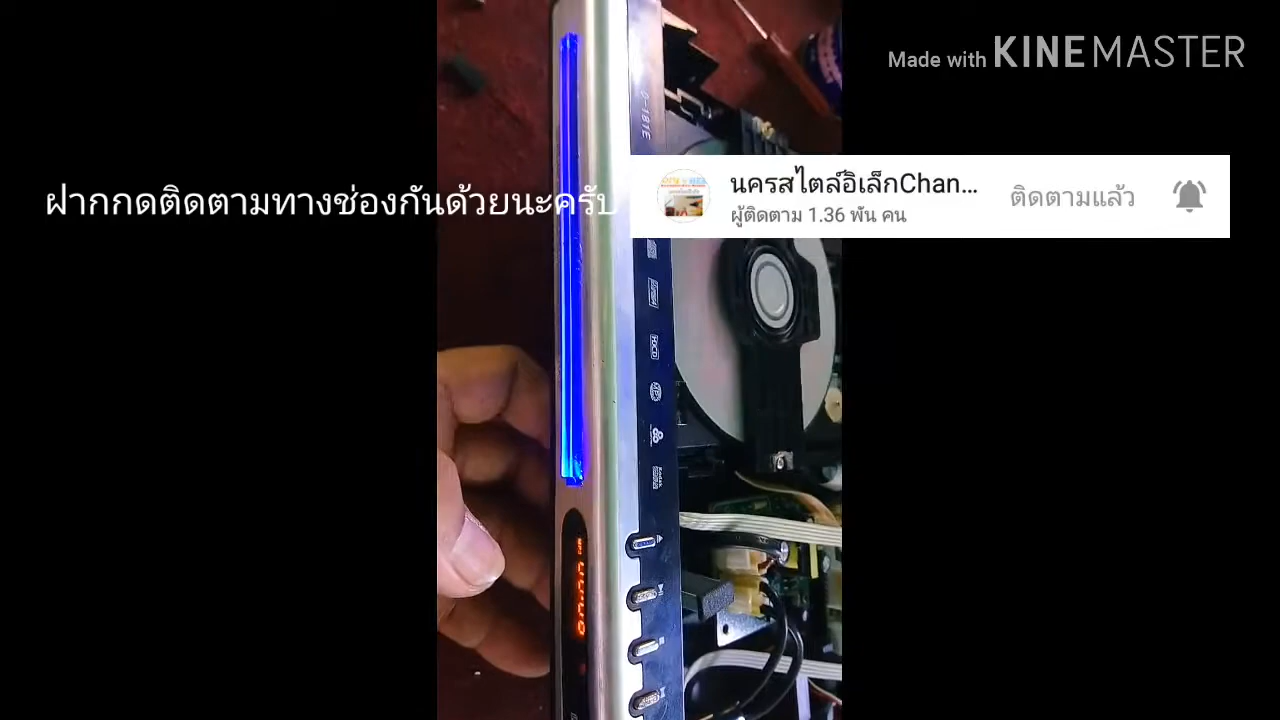 Made with KINEMASTER
นครสไตล์อิเล็กChan...
ผู้ติดตาม 1.36 พัน คน
ติดตามแล้ว
ฝากกดติดตามทางช่องกันด้วยนะครับ
HDCD
MP3
Kodak